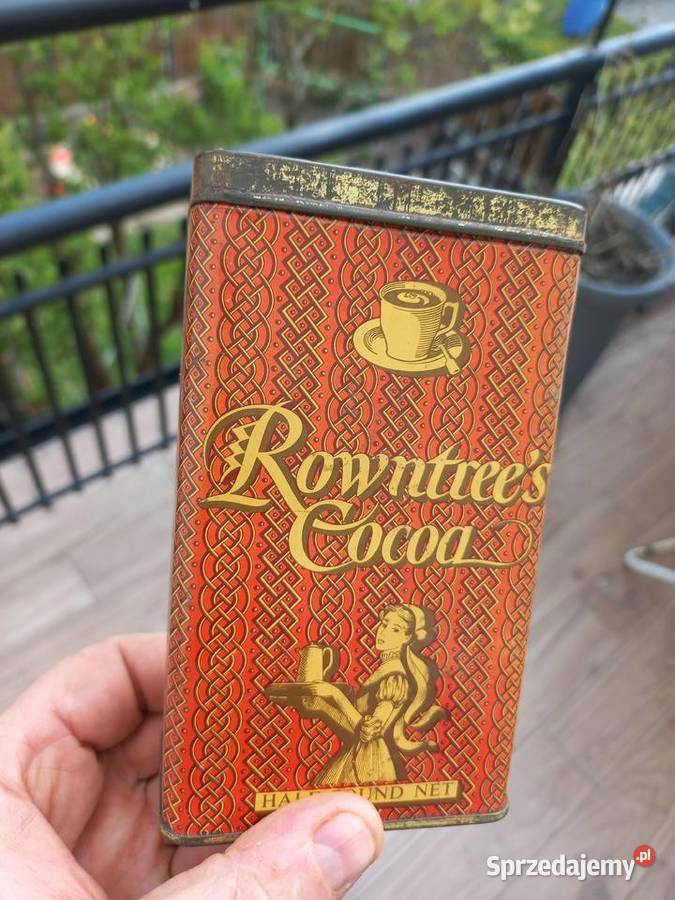 Rowntree's
Cocoa
HALF POUND NET
Sprzedajemy.pl